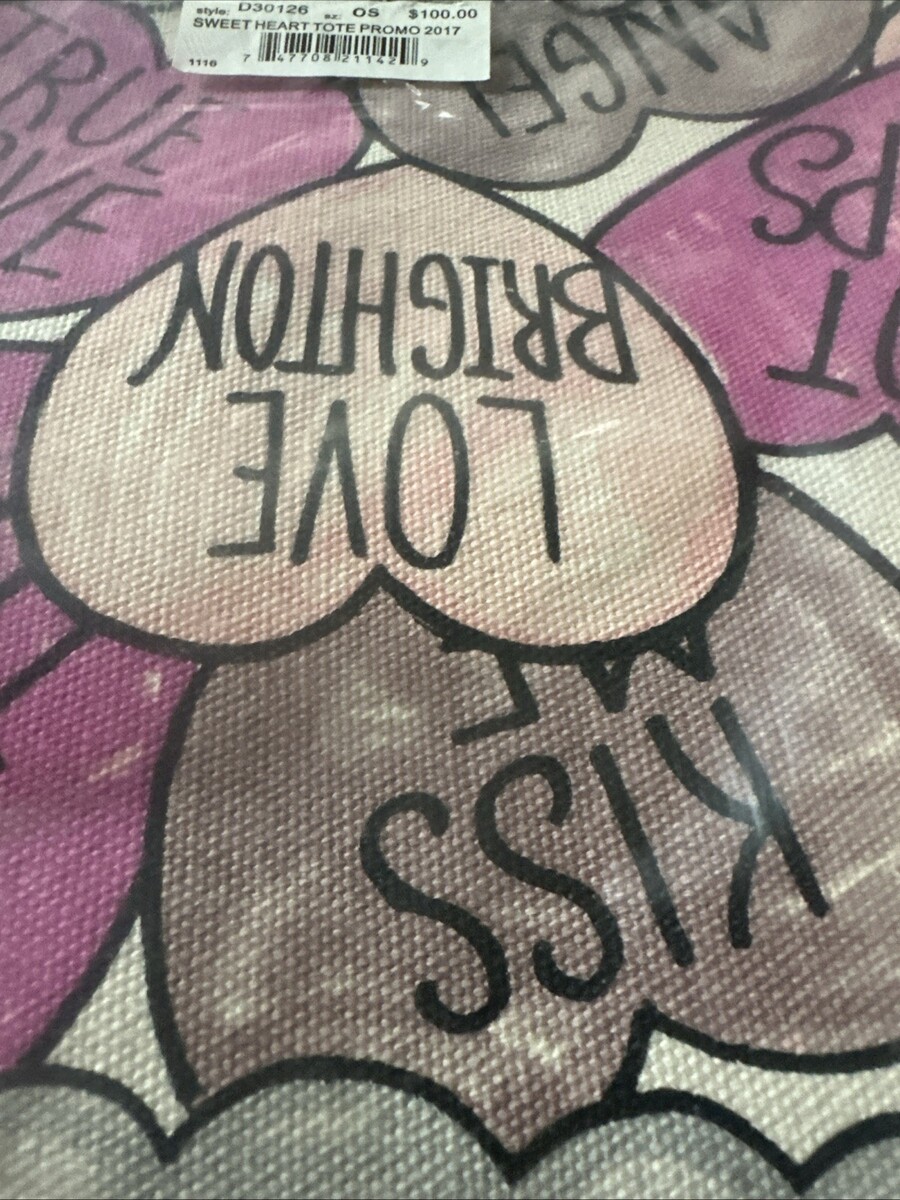 style: D30126 sz: OS $100.00
SWEET HEART TOTE PROMO 2017
1116 7 47708 21142 9
ANGEL
TRUE
LOVE
LOVE
BRIGHTON
KISS
ME